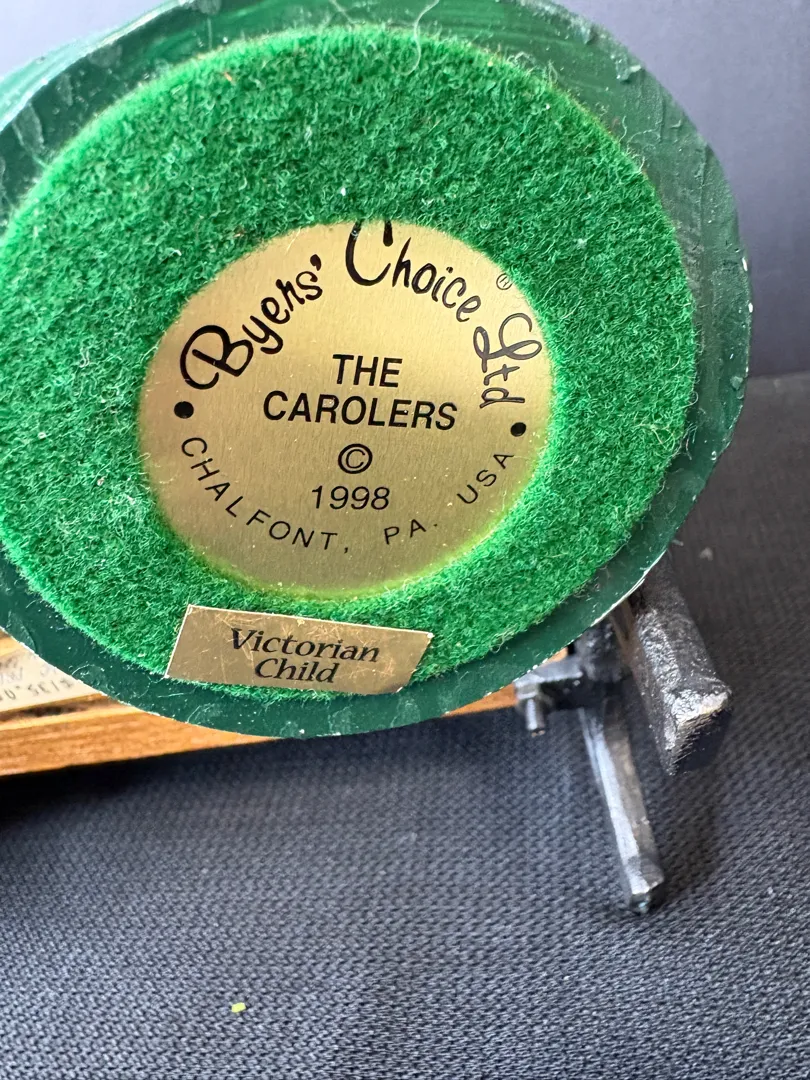 Byers' Choice Ltd
®
THE
CAROLERS
©
1998
• CHALFONT, PA. USA •
Victorian
Child